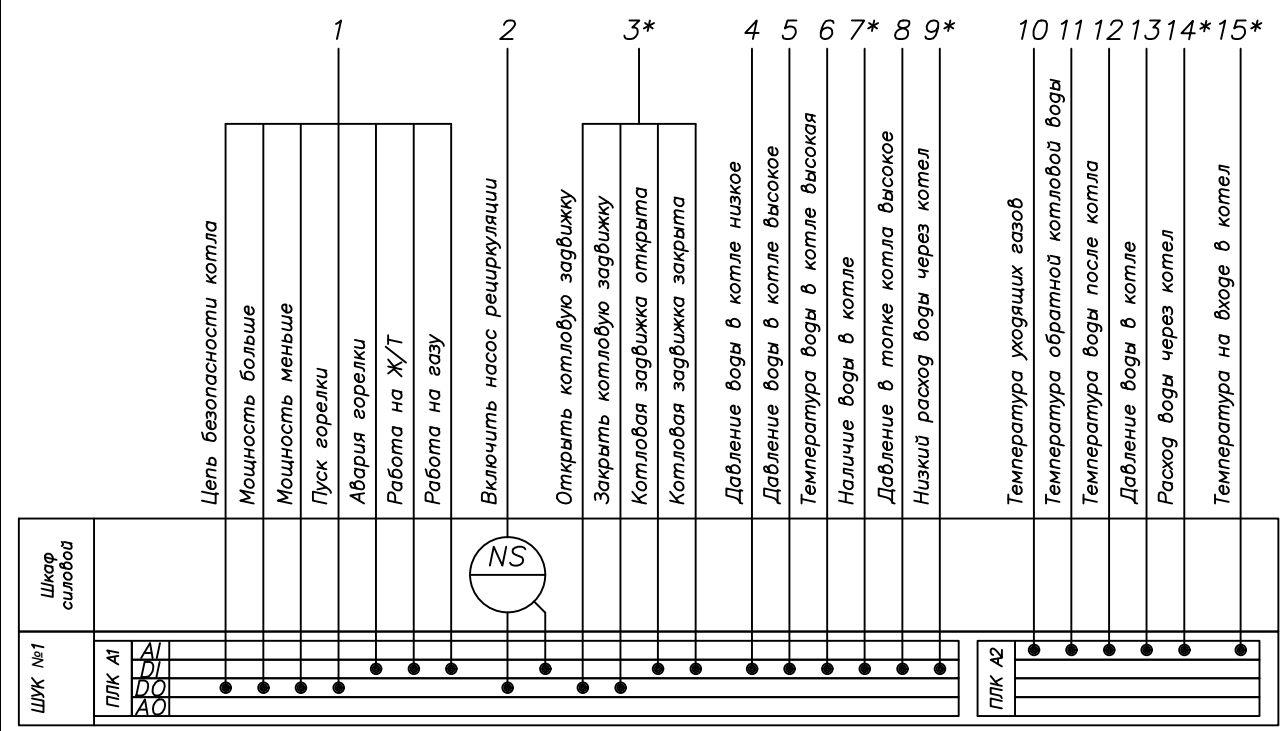 1 2 3* 4 5 6 7* 8 9* 10 11 12 13 14* 15*
Цепь безопасности котла
Мощность больше
Мощность меньше
Пуск горелки
Авария горелки
Работа на Ж/Т
Работа на газу
Включить насос рециркуляции
Открыть котловую задвижку
Закрыть котловую задвижку
Котловая задвижка открыта
Котловая задвижка закрыта
Давление воды в котле низкое
Давление воды в котле высокое
Температура воды в котле высокая
Наличие воды в котле
Давление в топке котла высокое
Низкий расход воды через котел
Температура уходящих газов
Температура обратной котловой воды
Температура воды после котла
Давление воды в котле
Расход воды через котел
Температура на входе в котел
Шкаф
силовой
NS
ШУК №1
ПЛК А1
AI
DI
DO
AO
ПЛК А2